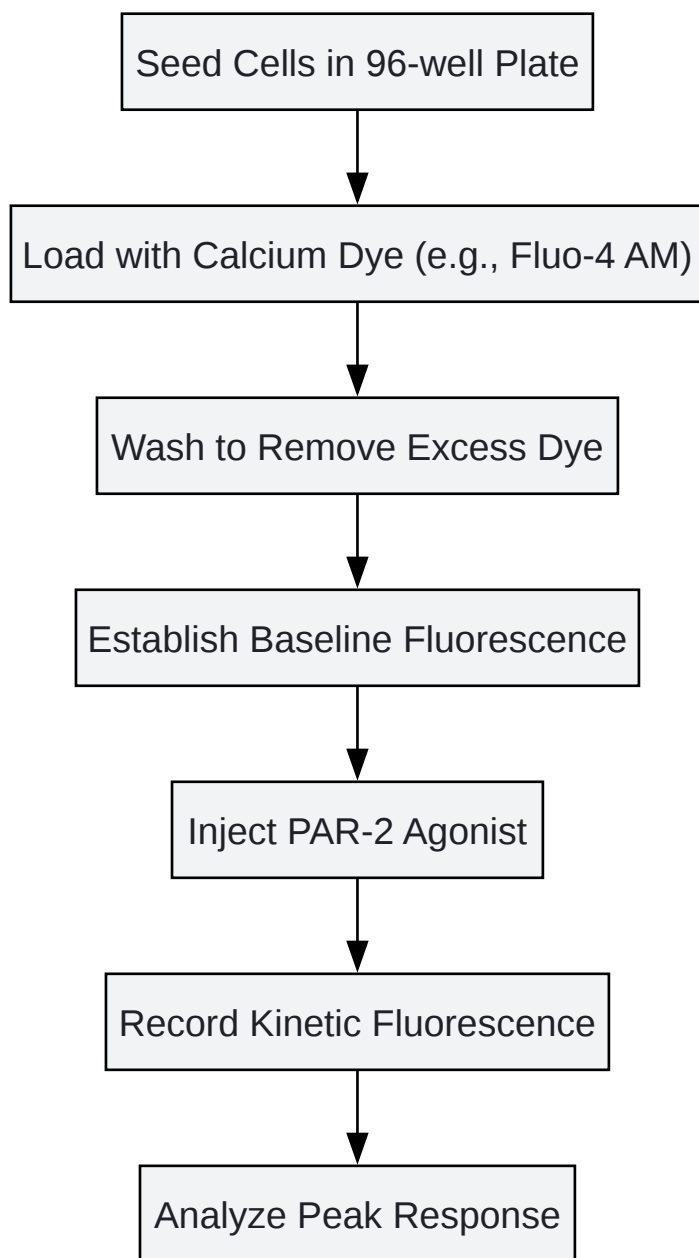 Seed Cells in 96-well Plate
Load with Calcium Dye (e.g., Fluo-4 AM)
Wash to Remove Excess Dye
Establish Baseline Fluorescence
Inject PAR-2 Agonist
Record Kinetic Fluorescence
Analyze Peak Response